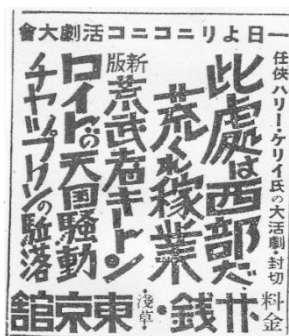 一日よリニコニコ活劇大會
任侠ハリー・ケリイ氏の大活劇・封切
此處は西部だ
荒くれ稼業
新版
荒武者キートン
ロイドの天国騒動
チャップリンの駈落
料金
廿銭
・浅草・
東京館